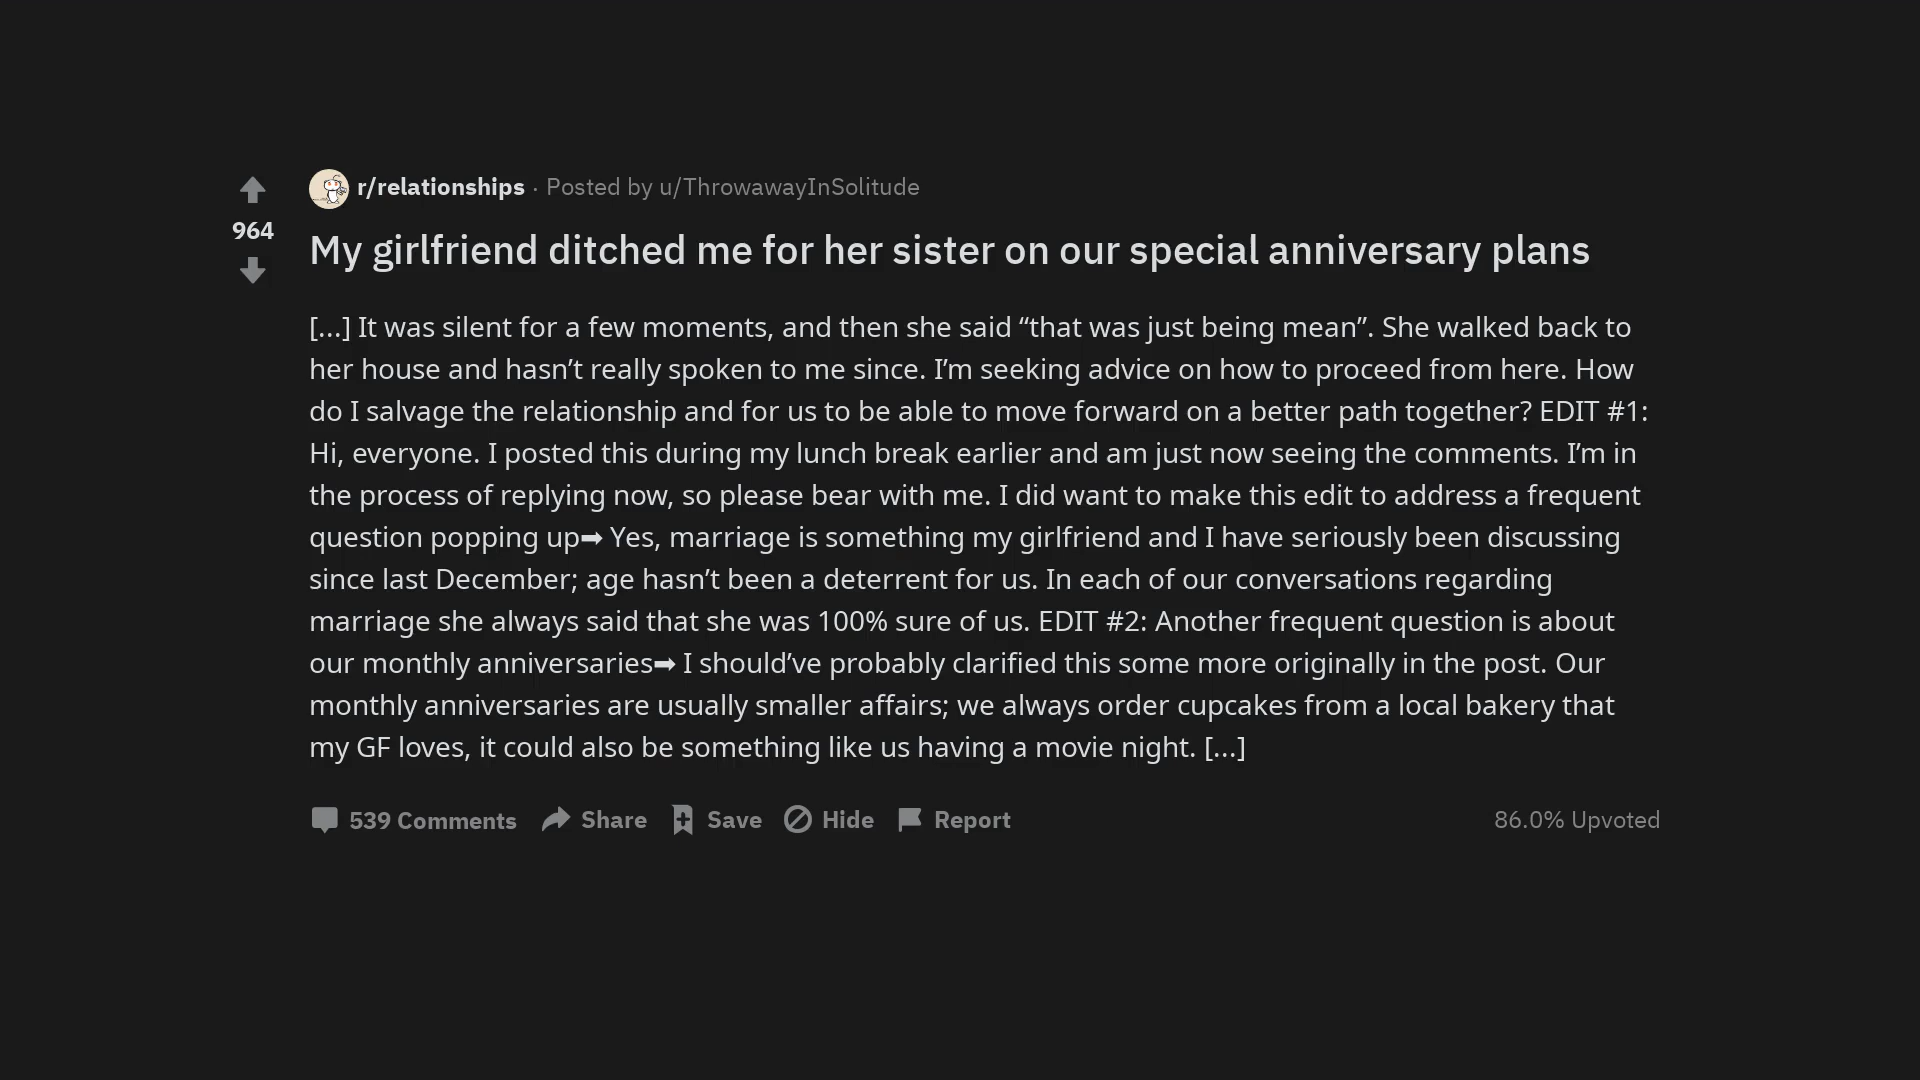 r/relationships · Posted by u/ThrowawayInSolitude
964
My girlfriend ditched me for her sister on our special anniversary plans
[...] It was silent for a few moments, and then she said “that was just being mean”. She walked back to
her house and hasn’t really spoken to me since. I’m seeking advice on how to proceed from here. How
do I salvage the relationship and for us to be able to move forward on a better path together? EDIT #1:
Hi, everyone. I posted this during my lunch break earlier and am just now seeing the comments. I’m in
the process of replying now, so please bear with me. I did want to make this edit to address a frequent
question popping up➡ Yes, marriage is something my girlfriend and I have seriously been discussing
since last December; age hasn’t been a deterrent for us. In each of our conversations regarding
marriage she always said that she was 100% sure of us. EDIT #2: Another frequent question is about
our monthly anniversaries➡ I should’ve probably clarified this some more originally in the post. Our
monthly anniversaries are usually smaller affairs; we always order cupcakes from a local bakery that
my GF loves, it could also be something like us having a movie night. [...]
539 Comments Share Save Hide Report 86.0% Upvoted